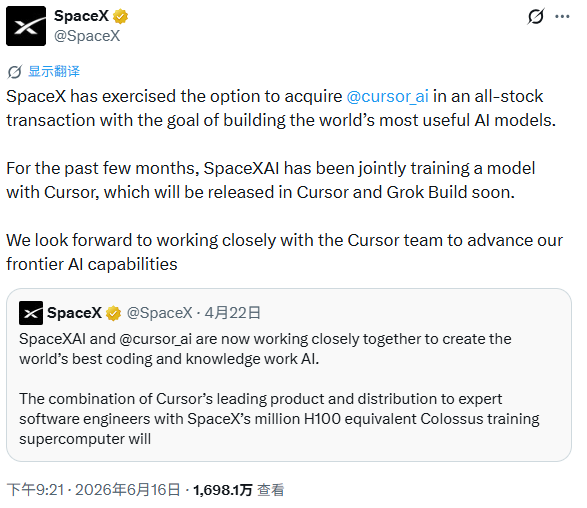 SpaceX
@SpaceX
显示翻译
SpaceX has exercised the option to acquire @cursor_ai in an all-stock
transaction with the goal of building the world’s most useful AI models.
For the past few months, SpaceXAI has been jointly training a model
with Cursor, which will be released in Cursor and Grok Build soon.
We look forward to working closely with the Cursor team to advance our
frontier AI capabilities
SpaceX @SpaceX · 4月22日
SpaceXAI and @cursor_ai are now working closely together to create the
world’s best coding and knowledge work AI.
The combination of Cursor’s leading product and distribution to expert
software engineers with SpaceX’s million H100 equivalent Colossus training
supercomputer will
下午9:21 · 2026年6月16日 · 1,698.1万 查看